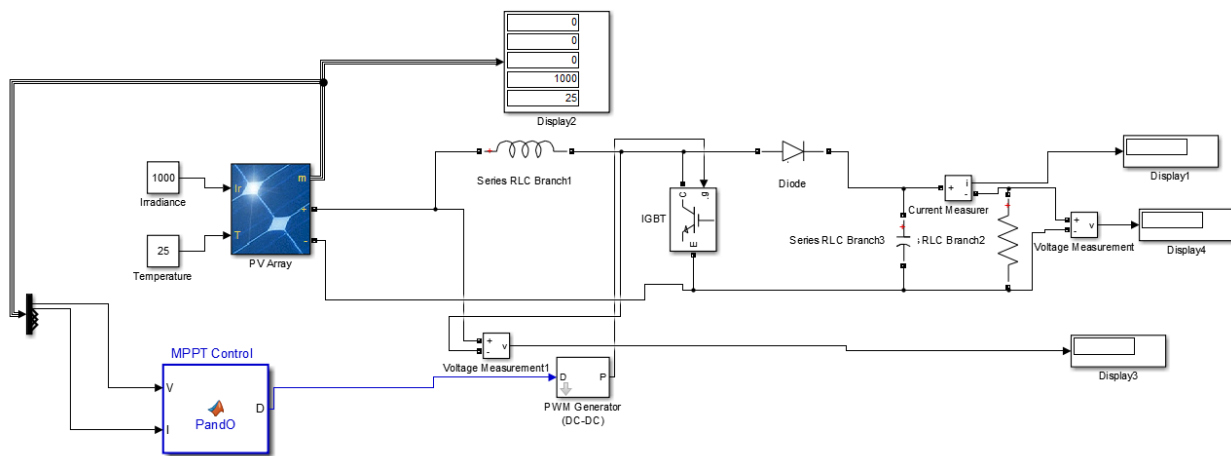 0
0
0
1000
25
Display2
1000
Irradiance
25
Temperature
Ir
T
m
+
-
PV Array
Series RLC Branch1
IGBT
g
C
E
Diode
Series RLC Branch3
s RLC Branch2
+
-
i
Current Measurer
Display1
+
-
v
Voltage Measurement
Display4
+
-
v
Voltage Measurement1
Display3
MPPT Control
V
I
D
PandO
D
P
PWM Generator
(DC-DC)